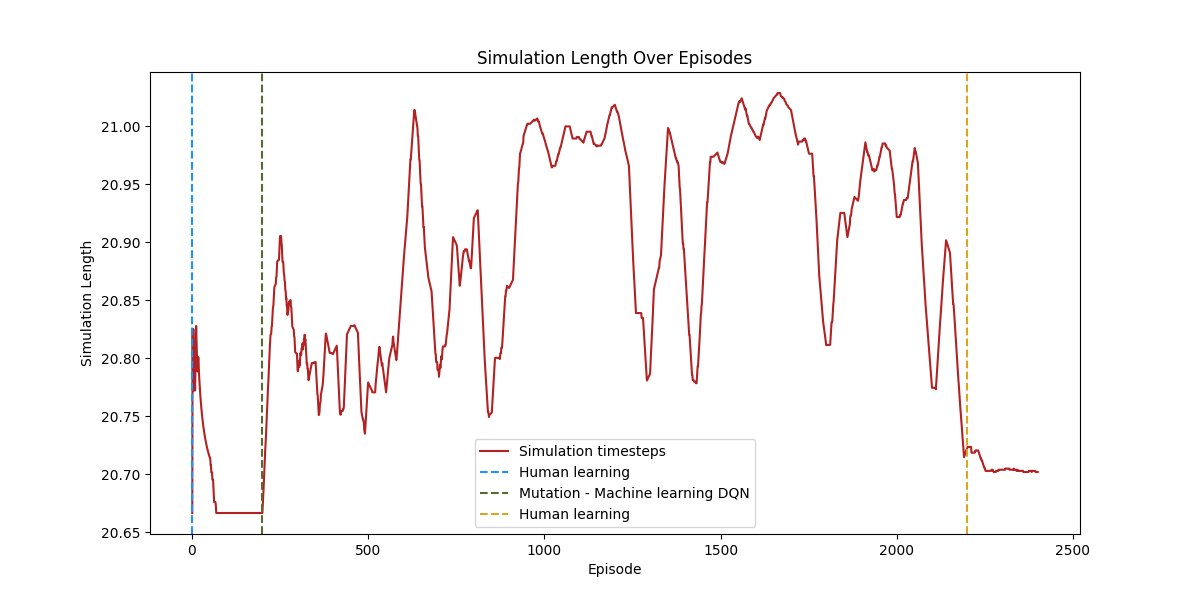 Simulation Length Over Episodes
Simulation Length
21.00
20.95
20.90
20.85
20.80
20.75
20.70
20.65
Simulation timesteps
Human learning
Mutation - Machine learning DQN
Human learning
0 500 1000 1500 2000 2500
Episode